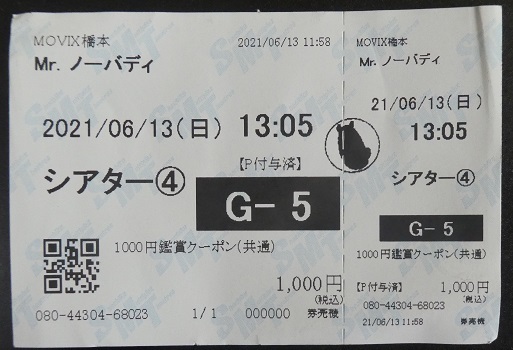 MOVIX橋本
2021/06/13 11:58
Mr. ノーバディ
2021/06/13(日) 13:05
【P付与済】
シアター④
G- 5
1000円鑑賞クーポン(共通)
1,000円
(税込)
080-44304-68023
1/1
000000
券売機
MOVIX橋本
Mr. ノーバディ
21/06/13(日)
13:05
シアター④
G- 5
1000円鑑賞クーポン(共通)
【P付与済】
1,000円
(税込)
080-44304-68023
21/06/13 11:58
券売機
SMT